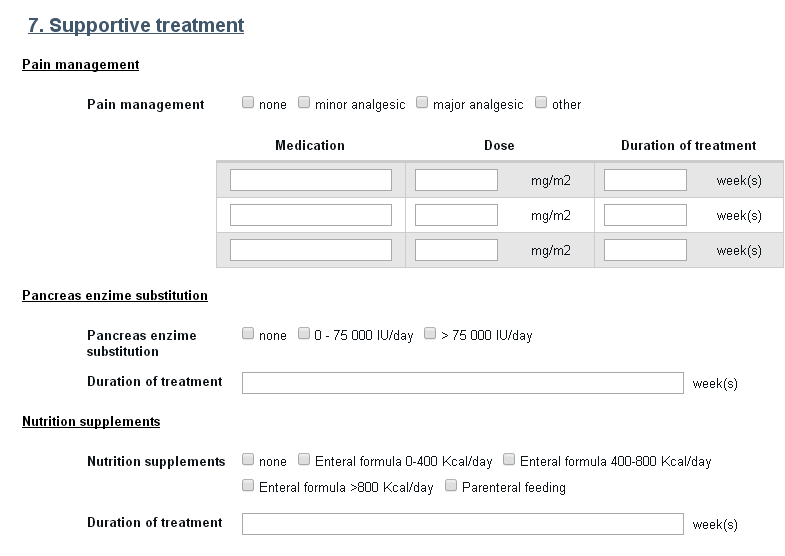 7. Supportive treatment
Pain management
Pain management none minor analgesic major analgesic other
Medication Dose Duration of treatment
mg/m2 week(s)
mg/m2 week(s)
mg/m2 week(s)
Pancreas enzime substitution
Pancreas enzime substitution none 0 - 75 000 IU/day > 75 000 IU/day
Duration of treatment week(s)
Nutrition supplements
Nutrition supplements none Enteral formula 0-400 Kcal/day Enteral formula 400-800 Kcal/day
Enteral formula >800 Kcal/day Parenteral feeding
Duration of treatment week(s)